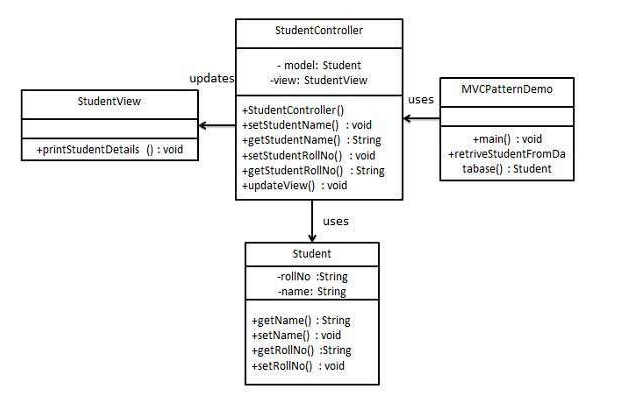 StudentController
- model: Student
-view: StudentView
+StudentController()
+setStudentName() : void
+getStudentName() : String
+setStudentRollNo() : void
+getStudentRollNo() : String
+updateView() : void
updates
StudentView
+printStudentDetails () : void
uses
MVCPatternDemo
+main() : void
+retriveStudentFromDa
tabase() : Student
uses
Student
-rollNo :String
-name: String
+getName() : String
+setName() : void
+getRollNo() :String
+setRollNo() : void